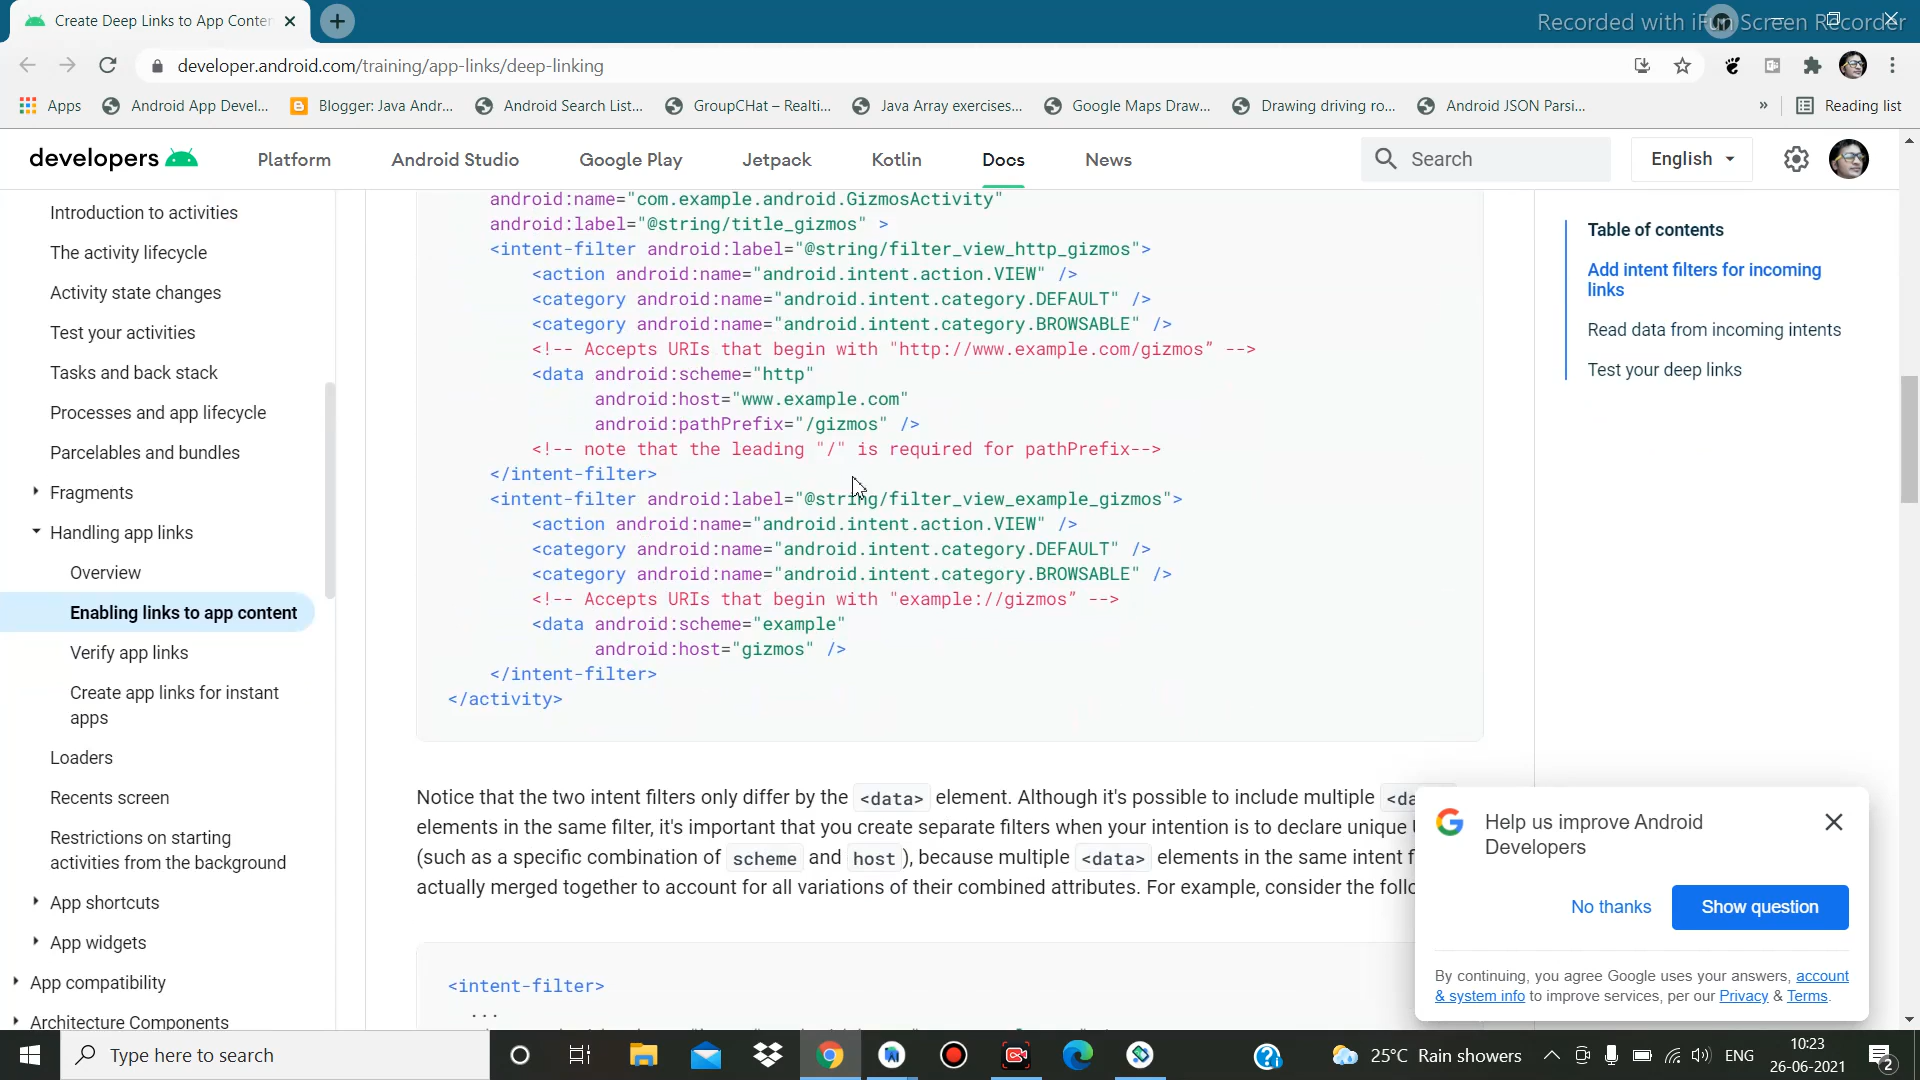 Create Deep Links to App Conten
Recorded with iFun Screen Recorder
developer.android.com/training/app-links/deep-linking
Apps
Android App Devel...
Blogger: Java Andr...
Android Search List...
GroupCHat – Realti...
Java Array exercises...
Google Maps Draw...
Drawing driving ro...
Android JSON Parsi...
»
Reading list
developers
Platform
Android Studio
Google Play
Jetpack
Kotlin
Docs
News
Search
English
Introduction to activities
The activity lifecycle
Activity state changes
Test your activities
Tasks and back stack
Processes and app lifecycle
Parcelables and bundles
Fragments
Handling app links
Overview
Enabling links to app content
Verify app links
Create app links for instant
apps
Loaders
Recents screen
Restrictions on starting
activities from the background
App shortcuts
App widgets
App compatibility
Architecture Components
android:name="com.example.android.GizmosActivity"
android:label="@string/title_gizmos" >
<intent-filter android:label="@string/filter_view_http_gizmos">
<action android:name="android.intent.action.VIEW" />
<category android:name="android.intent.category.DEFAULT" />
<category android:name="android.intent.category.BROWSABLE" />
<!-- Accepts URIs that begin with "http://www.example.com/gizmos” -->
<data android:scheme="http"
android:host="www.example.com"
android:pathPrefix="/gizmos" />
<!-- note that the leading "/" is required for pathPrefix-->
</intent-filter>
<intent-filter android:label="@string/filter_view_example_gizmos">
<action android:name="android.intent.action.VIEW" />
<category android:name="android.intent.category.DEFAULT" />
<category android:name="android.intent.category.BROWSABLE" />
<!-- Accepts URIs that begin with "example://gizmos” -->
<data android:scheme="example"
android:host="gizmos" />
</intent-filter>
</activity>
Notice that the two intent filters only differ by the <data> element. Although it's possible to include multiple <da
elements in the same filter, it's important that you create separate filters when your intention is to declare unique
(such as a specific combination of scheme and host ), because multiple <data> elements in the same intent f
actually merged together to account for all variations of their combined attributes. For example, consider the follo
<intent-filter>
...
Table of contents
Add intent filters for incoming
links
Read data from incoming intents
Test your deep links
Help us improve Android
Developers
No thanks
Show question
By continuing, you agree Google uses your answers, account
& system info to improve services, per our Privacy & Terms.
Type here to search
25°C Rain showers
ENG
10:23
26-06-2021
2